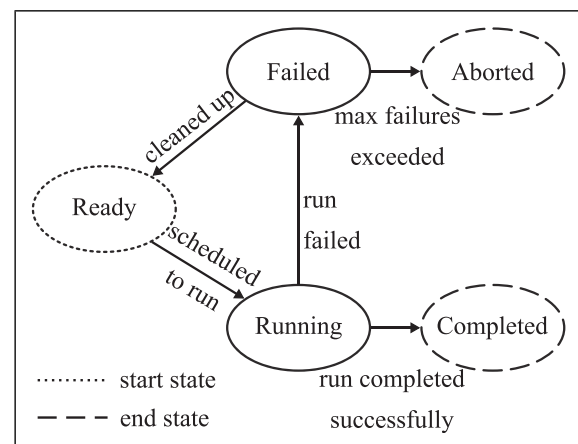 Failed
Aborted
cleaned up
max failures
exceeded
Ready
scheduled
to run
run
failed
Running
Completed
start state
end state
run completed
successfully